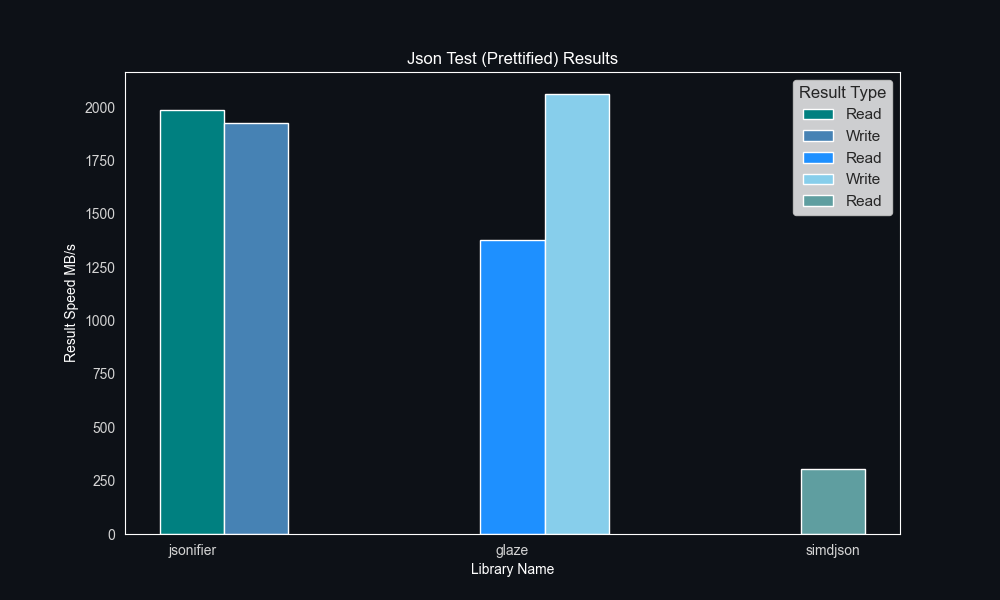 Json Test (Prettified) Results
Result Type
Read
Write
Read
Write
Read
2000
1750
1500
1250
1000
750
500
250
0
Result Speed MB/s
jsonifier
glaze
simdjson
Library Name